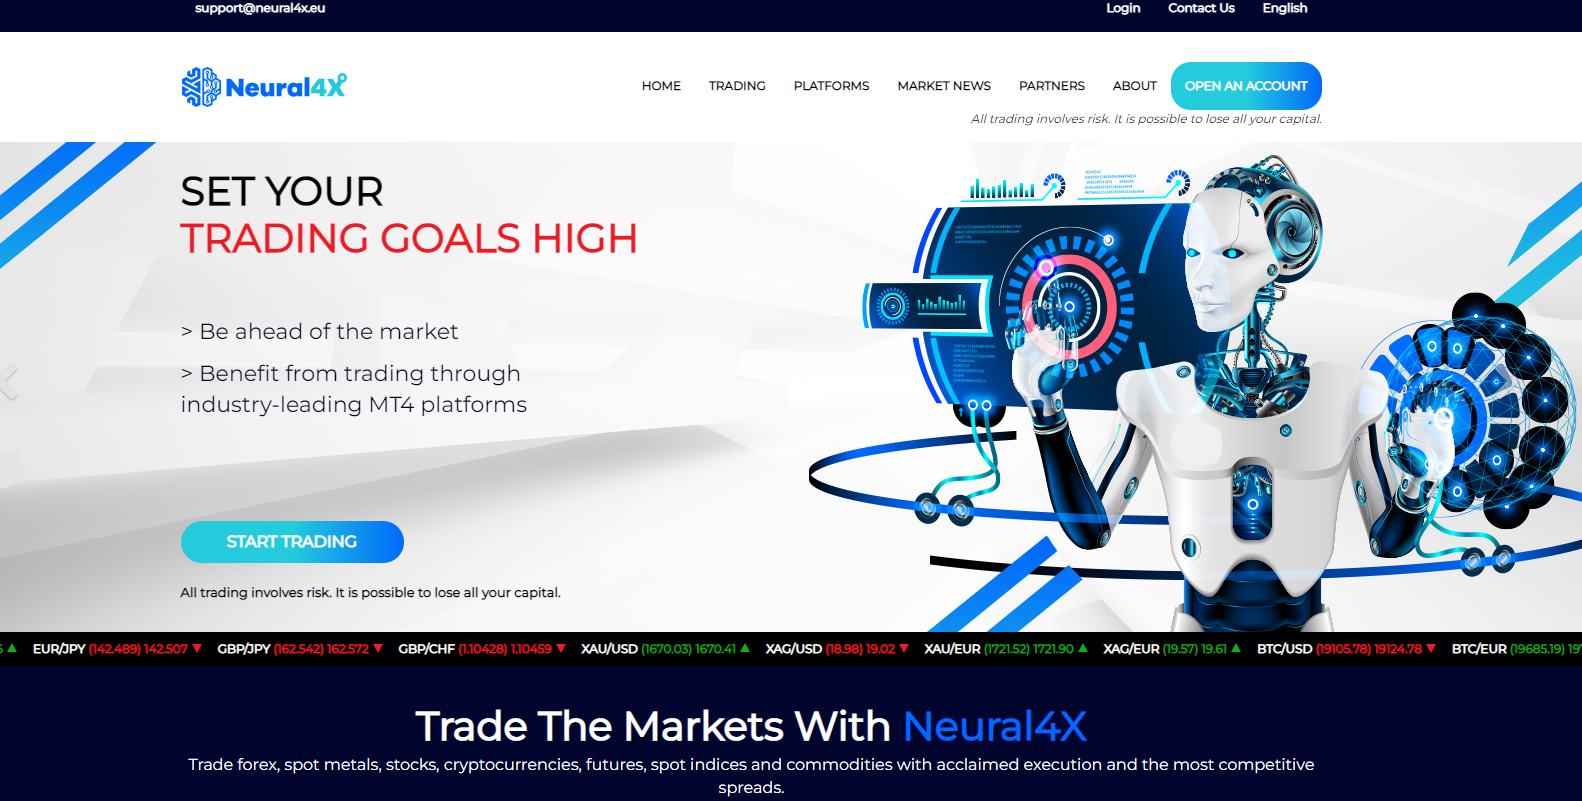 support@neural4x.eu
Login Contact Us English
Neural4X
HOME TRADING PLATFORMS MARKET NEWS PARTNERS ABOUT OPEN AN ACCOUNT
All trading involves risk. It is possible to lose all your capital.
SET YOUR
TRADING GOALS HIGH
> Be ahead of the market
> Benefit from trading through
industry-leading MT4 platforms
START TRADING
All trading involves risk. It is possible to lose all your capital.
EUR/JPY (142.489) 142.507 ▼ GBP/JPY (162.542) 162.572 ▼ GBP/CHF (1.10428) 1.10459 ▼ XAU/USD (1670.03) 1670.41 ▲ XAG/USD (18.98) 19.02 ▼ XAU/EUR (1721.52) 1721.90 ▲ XAG/EUR (19.57) 19.61 ▲ BTC/USD (19105.78) 19124.78 ▼ BTC/EUR (19685.19)
Trade The Markets With Neural4X
Trade forex, spot metals, stocks, cryptocurrencies, futures, spot indices and commodities with acclaimed execution and the most competitive
spreads.